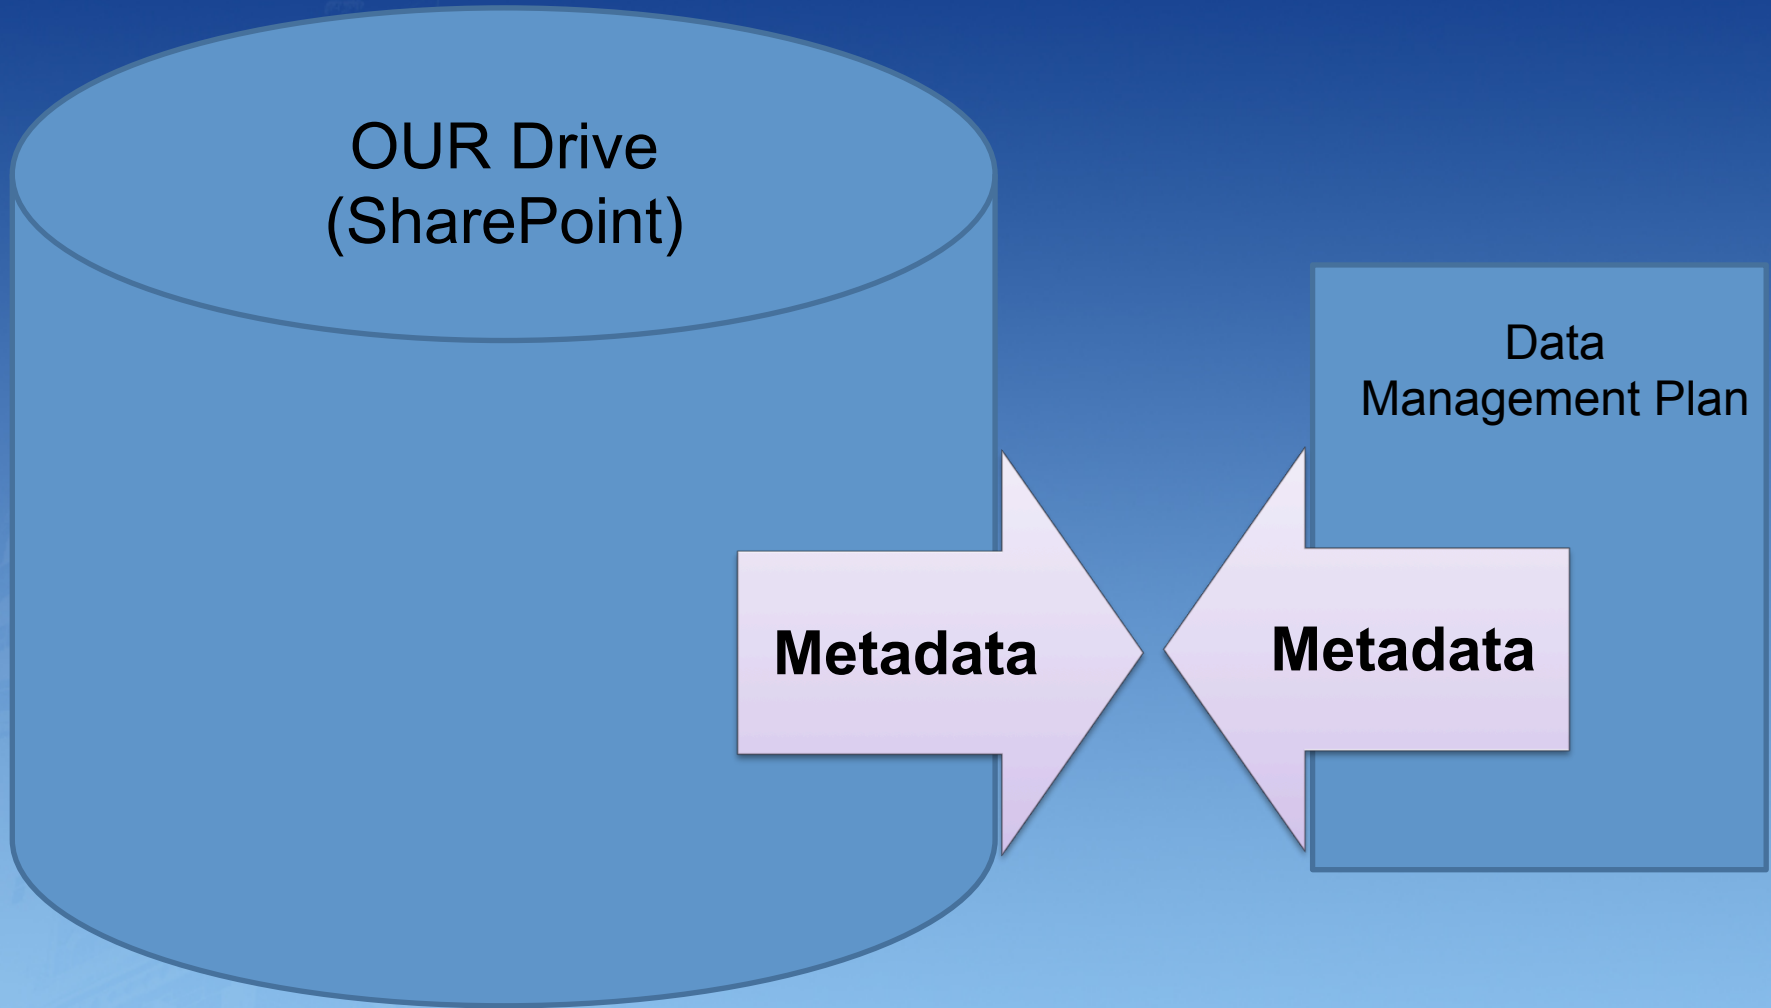 OUR Drive
(SharePoint)
Data
Management Plan
Metadata
Metadata